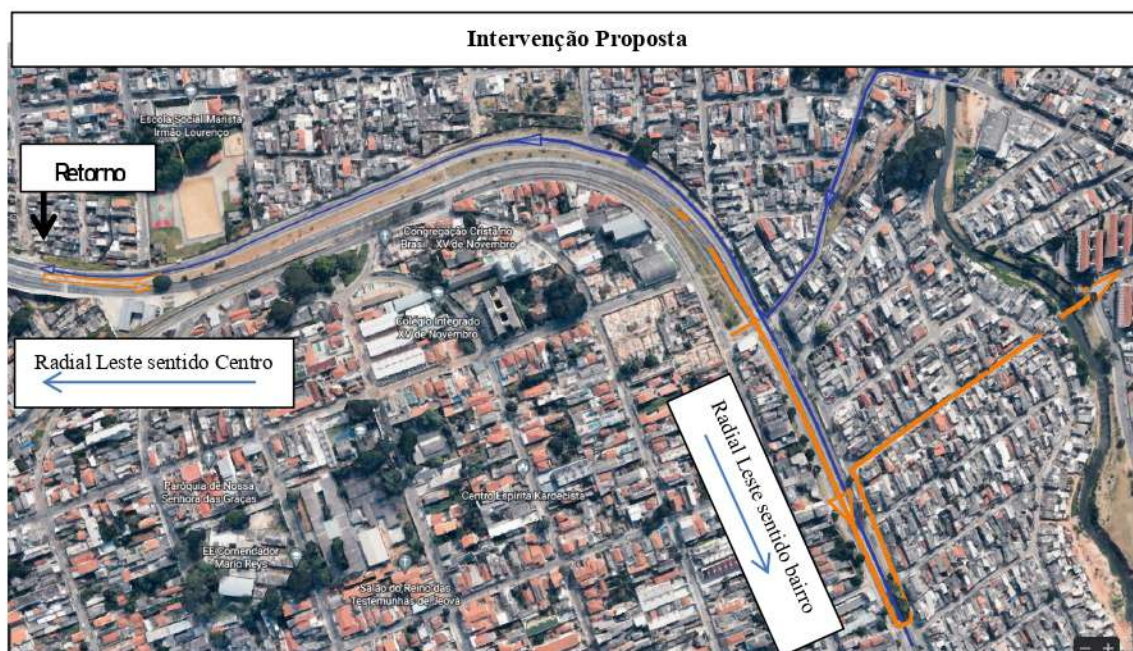 Intervenção Proposta
Escola Social Marista
Irmão Lourenço
Retorno
Congregação Cristã no
Bras... XV de Novembro
Colégio Integrado
XV de Novembro
Radial Leste sentido Centro
Radial Leste sentido bairro
Paróquia de Nossa
Senhora das Graças
Centro Espírita Kardecista
EE Comendador
Mario Reys
Salão do Reino das
Testemunhas de Jeová